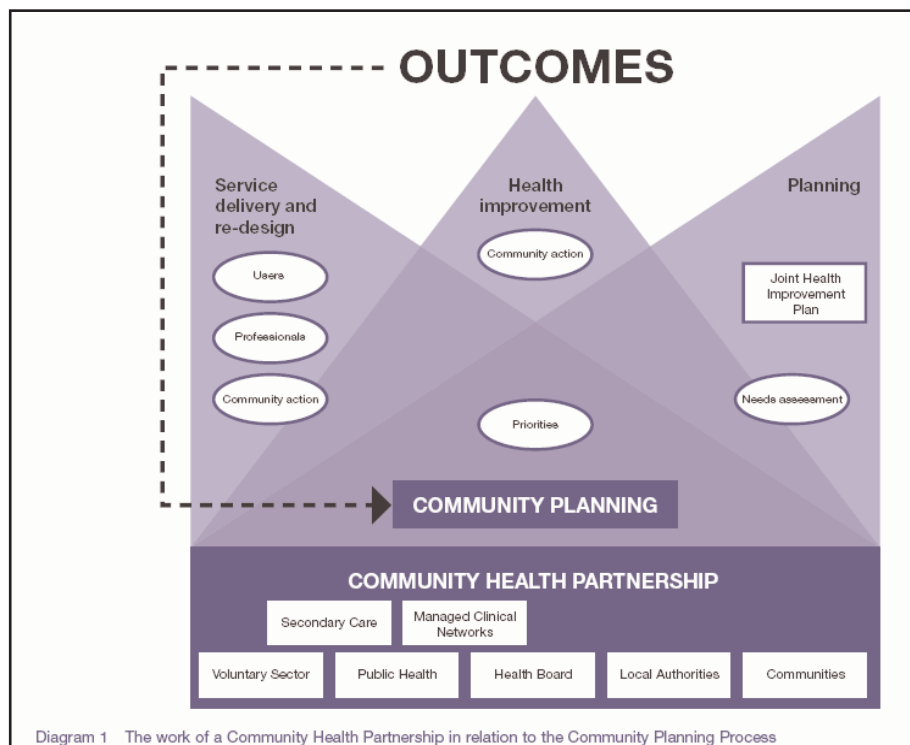 OUTCOMES
Service
delivery and
re-design
Users
Professionals
Community action
Health
improvement
Community action
Priorities
Planning
Joint Health
Improvement
Plan
Needs assessment
COMMUNITY PLANNING
COMMUNITY HEALTH PARTNERSHIP
Secondary Care
Managed Clinical
Networks
Voluntary Sector
Public Health
Health Board
Local Authorities
Communities
Diagram 1 The work of a Community Health Partnership in relation to the Community Planning Process